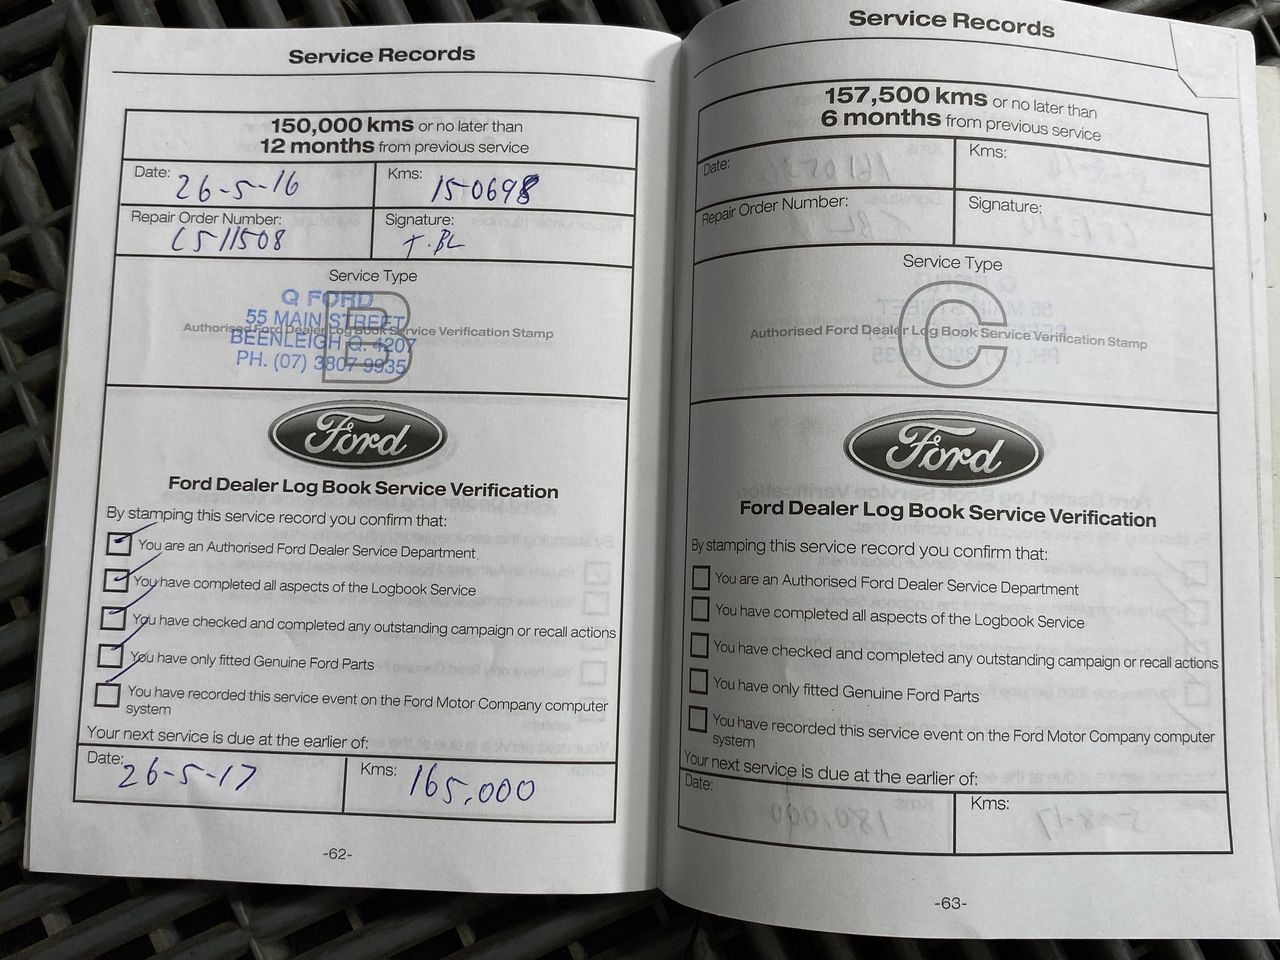 Service Records
150,000 kms or no later than
12 months from previous service
Date: 26-5-16
Kms: 150698
Repair Order Number: C511508
Signature: T.BL
Service Type
B
Q FORD
55 MAIN STREET
Authorised Ford Dealer Log Book Service Verification Stamp
BEENLEIGH Q. 4207
PH. (07) 3807 9935
Ford
Ford Dealer Log Book Service Verification
By stamping this service record you confirm that:
You are an Authorised Ford Dealer Service Department
You have completed all aspects of the Logbook Service
You have checked and completed any outstanding campaign or recall actions
You have only fitted Genuine Ford Parts
You have recorded this service event on the Ford Motor Company computer
system
Your next service is due at the earlier of:
Date: 26-5-17
Kms: 165,000
-62-
Service Records
157,500 kms or no later than
6 months from previous service
Date:
Kms:
Repair Order Number:
Signature:
Service Type
C
Authorised Ford Dealer Log Book Service Verification Stamp
Ford
Ford Dealer Log Book Service Verification
By stamping this service record you confirm that:
You are an Authorised Ford Dealer Service Department
You have completed all aspects of the Logbook Service
You have checked and completed any outstanding campaign or recall actions
You have only fitted Genuine Ford Parts
You have recorded this service event on the Ford Motor Company computer
system
Your next service is due at the earlier of:
Date:
Kms:
-63-